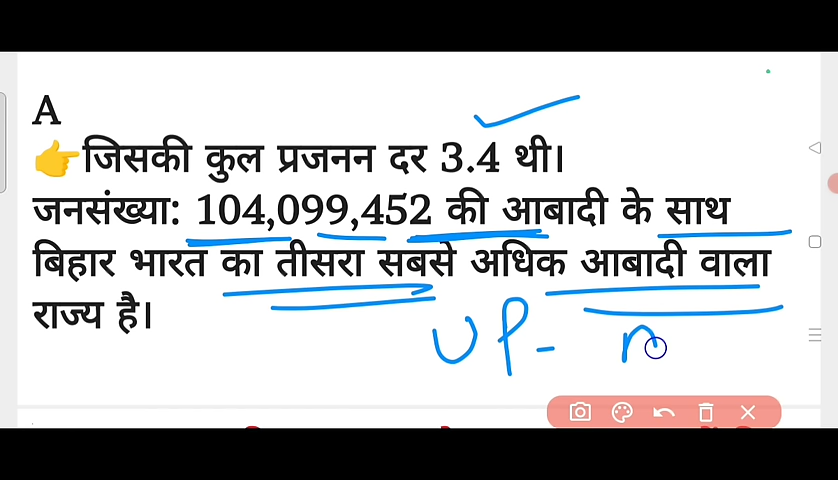 A
👉जिसकी कुल प्रजनन दर 3.4 थी।
जनसंख्या: 104,099,452 की आबादी के साथ
बिहार भारत का तीसरा सबसे अधिक आबादी वाला
राज्य है।
UP-